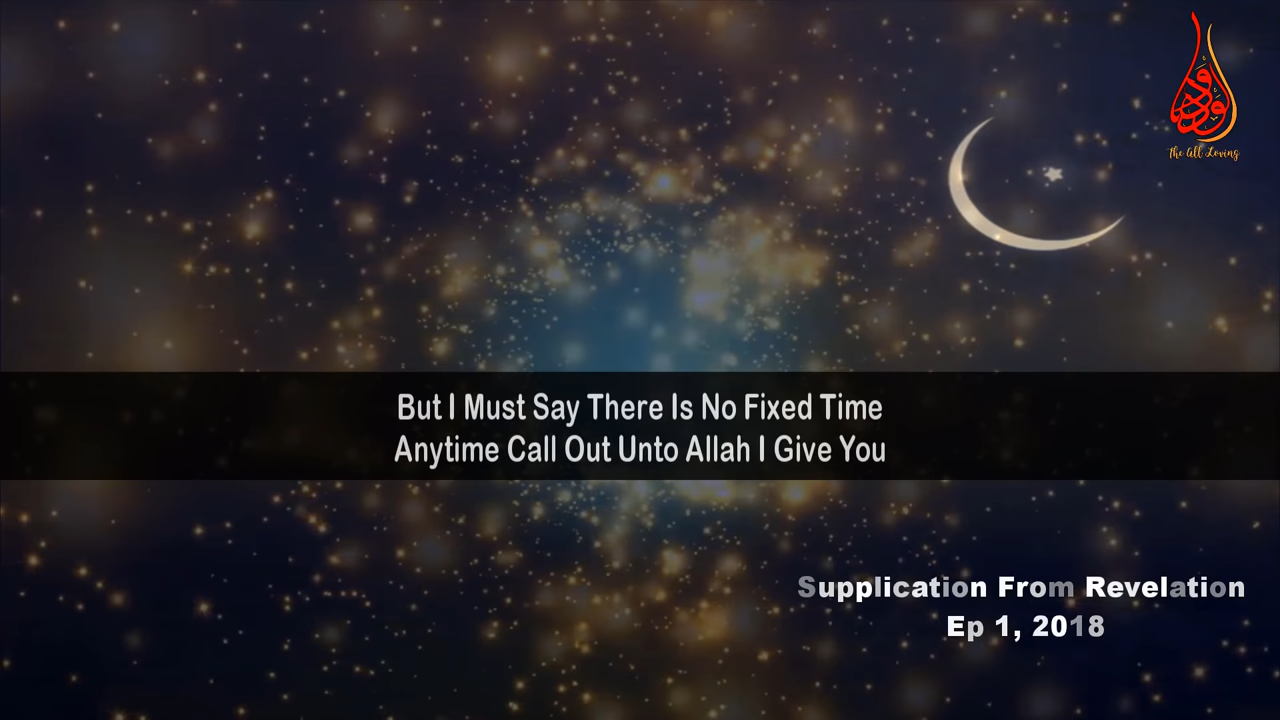 الودود
The All Loving
But I Must Say There Is No Fixed Time
Anytime Call Out Unto Allah I Give You
Supplication From Revelation
Ep 1, 2018